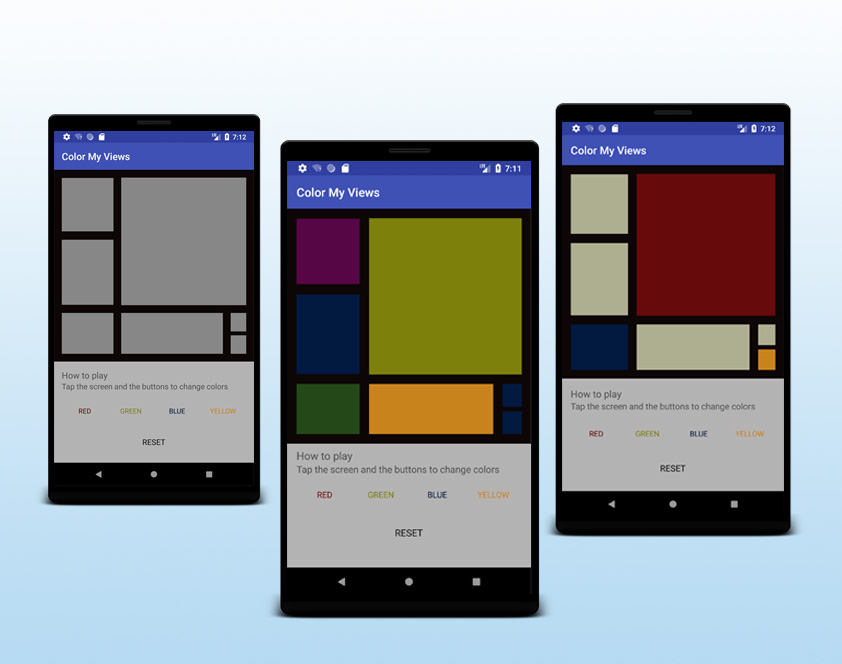 7:12
Color My Views
How to play
Tap the screen and the buttons to change colors
RED GREEN BLUE YELLOW
RESET
7:11
Color My Views
How to play
Tap the screen and the buttons to change colors
RED GREEN BLUE YELLOW
RESET
7:12
Color My Views
How to play
Tap the screen and the buttons to change colors
RED GREEN BLUE YELLOW
RESET